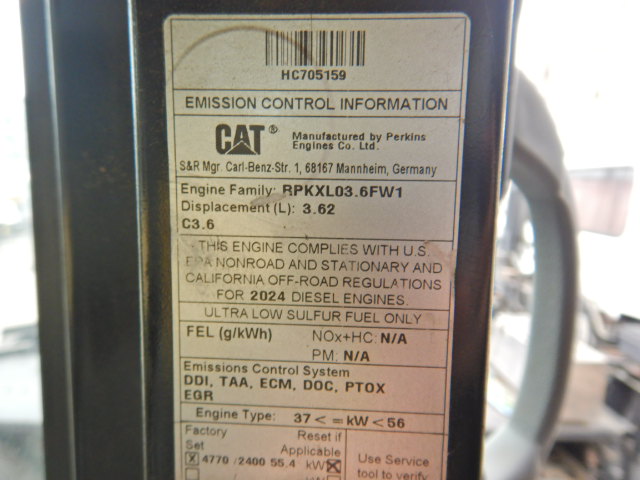 HC705159
EMISSION CONTROL INFORMATION
CAT® Manufactured by Perkins
Engines Co. Ltd.
S&R Mgr. Carl-Benz-Str. 1, 68167 Mannheim, Germany
Engine Family: RPKXL03.6FW1
Displacement (L): 3.62
C3.6
THIS ENGINE COMPLIES WITH U.S.
EPA NONROAD AND STATIONARY AND
CALIFORNIA OFF-ROAD REGULATIONS
FOR 2024 DIESEL ENGINES.
ULTRA LOW SULFUR FUEL ONLY
FEL (g/kWh) NOx+HC: N/A
PM: N/A
Emissions Control System
DDI, TAA, ECM, DOC, PTOX
EGR
Engine Type: 37 < = kW < 56
Factory Reset if
Set Applicable
X 4770 /2400 55.4 kW X
Use Service
tool to verify